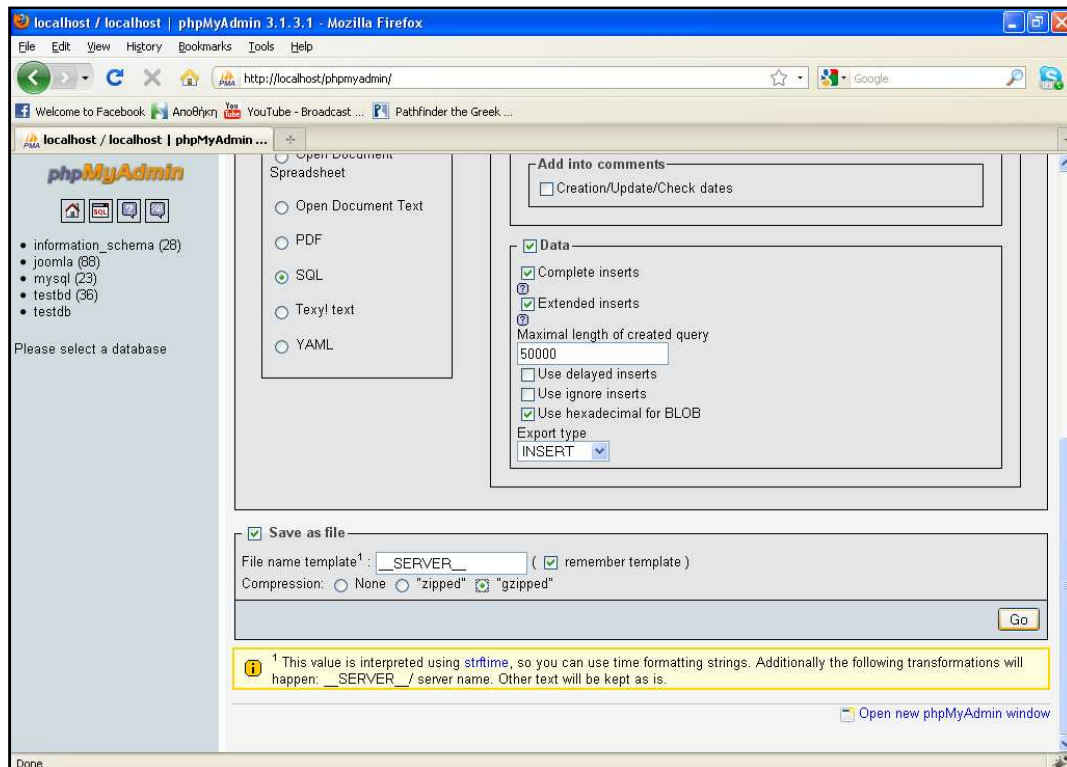 localhost / localhost | phpMyAdmin 3.1.3.1 - Mozilla Firefox
File Edit View History Bookmarks Tools Help
PMA http://localhost/phpmyadmin/ Google
Welcome to Facebook Αποθήκη You Tube YouTube - Broadcast ... Pathfinder the Greek ...
PMA localhost / localhost | phpMyAdmin ...
phpMyAdmin
SQL
information_schema (28)
joomla (88)
mysql (23)
testbd (36)
testdb
Please select a database
Open Document
Spreadsheet
Open Document Text
PDF
SQL
Texy! text
YAML
Add into comments
Creation/Update/Check dates
Data
Complete inserts
Extended inserts
Maximal length of created query
50000
Use delayed inserts
Use ignore inserts
Use hexadecimal for BLOB
Export type
INSERT
Save as file
File name template1 : __SERVER__ ( remember template )
Compression: None "zipped" "gzipped"
Go
1 This value is interpreted using strftime, so you can use time formatting strings. Additionally the following transformations will
happen: __SERVER__/ server name. Other text will be kept as is.
Open new phpMyAdmin window
Done